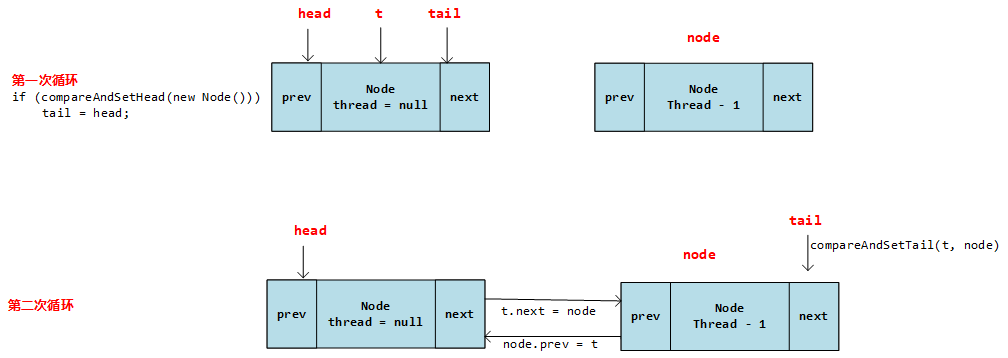 head t tail
node
第一次循环
if (compareAndSetHead(new Node()))
tail = head;
prev Node thread = null next
prev Node Thread - 1 next
tail
head
node
compareAndSetTail(t, node)
第二次循环
prev Node thread = null next
t.next = node
node.prev = t
prev Node Thread - 1 next